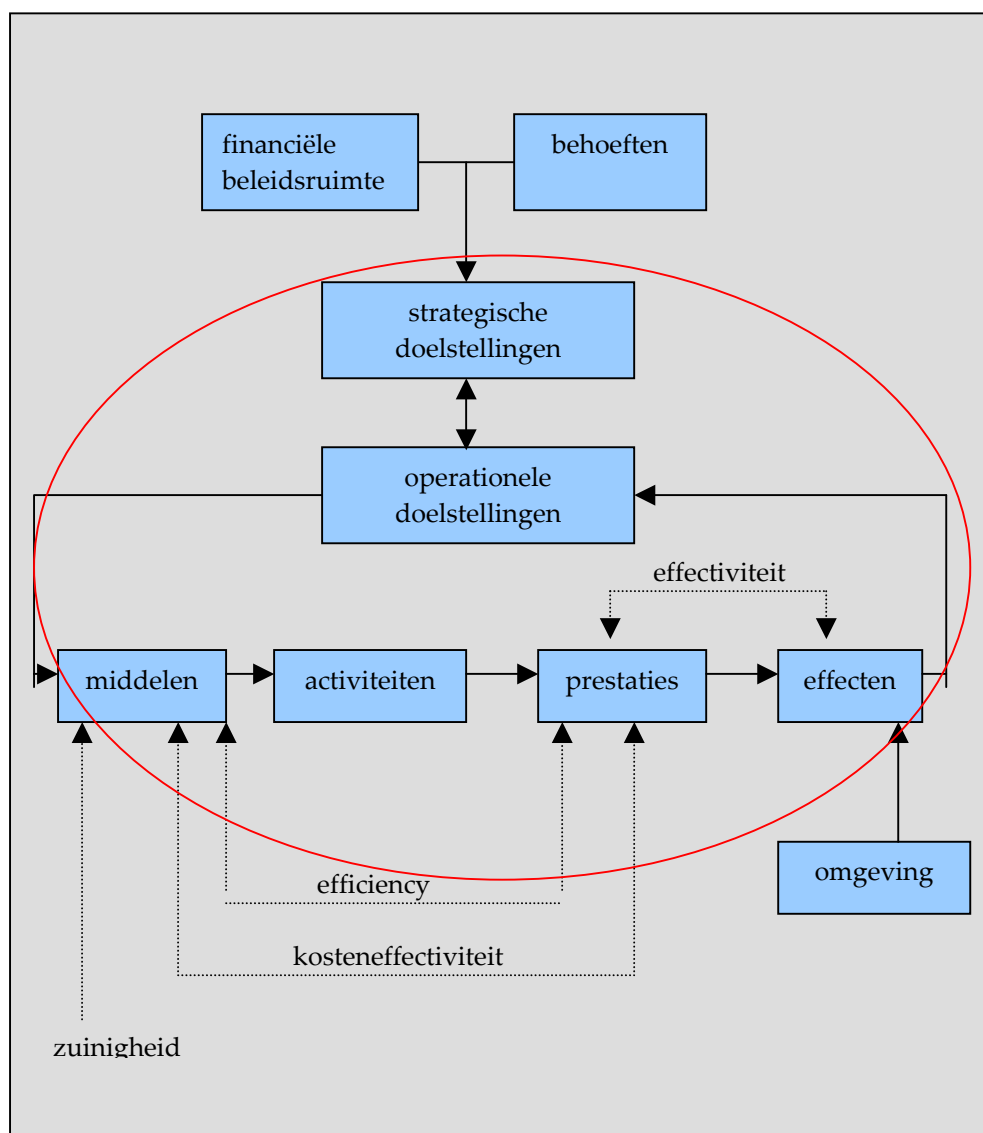 financiële
beleidsruimte
behoeften
strategische
doelstellingen
operationele
doelstellingen
effectiviteit
middelen
activiteiten
prestaties
effecten
omgeving
efficiency
kosteneffectiviteit
zuinigheid